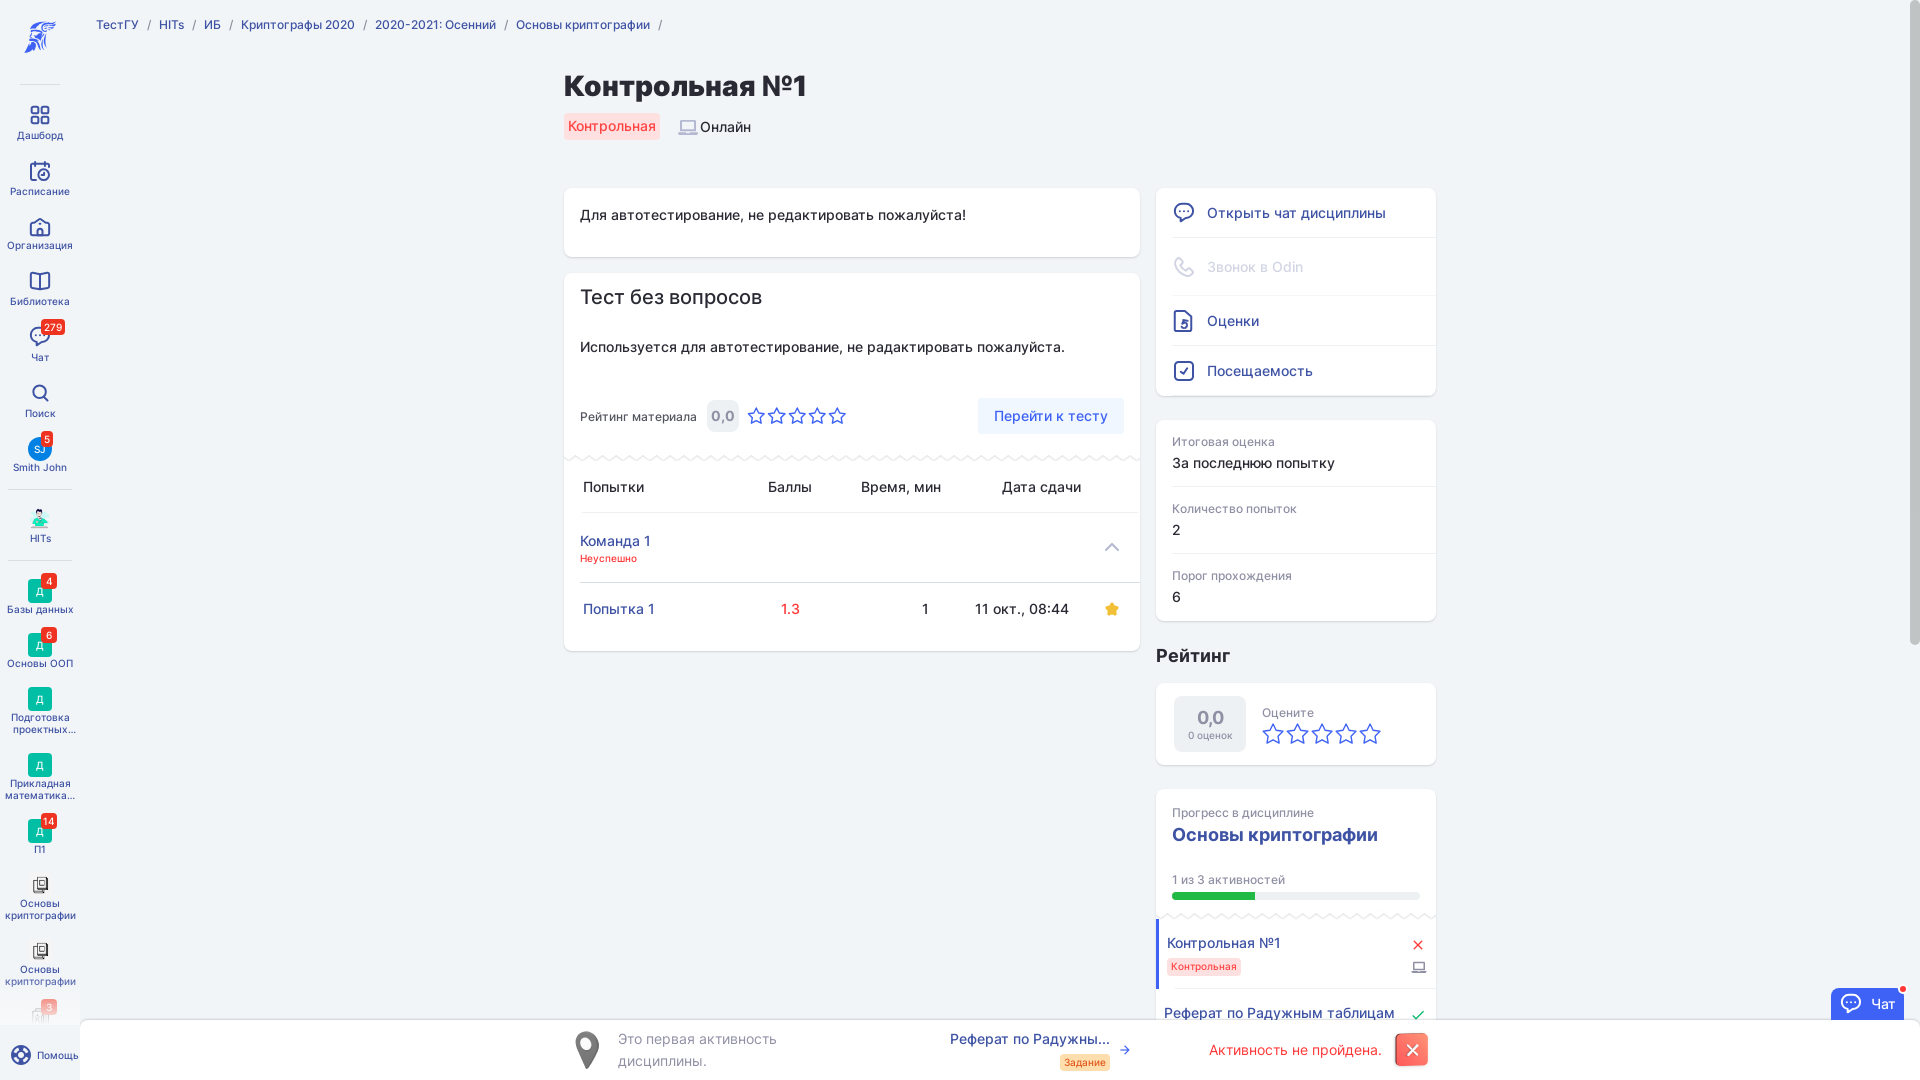 ТестГУ / HITs / ИБ / Криптографы 2020 / 2020-2021: Осенний / Основы криптографии /
Дашборд
Расписание
Организация
Библиотека
279
Чат
Поиск
5
SJ
Smith John
HITs
4
Д
Базы данных
6
Д
Основы ООП
Д
Подготовка
проектных...
Д
Прикладная
математика...
14
Д
П1
Основы
криптографии
Основы
криптографии
3
Помощь
Контрольная №1
Контрольная
Онлайн
Для автотестирование, не редактировать пожалуйста!
Тест без вопросов
Используется для автотестирование, не радактировать пожалуйста.
Рейтинг материала 0,0
Перейти к тесту
Попытки Баллы Время, мин Дата сдачи
Команда 1
Неуспешно
Попытка 1 1.3 1 11 окт., 08:44
Открыть чат дисциплины
Звонок в Odin
5
Оценки
Посещаемость
Итоговая оценка
За последнюю попытку
Количество попыток
2
Порог прохождения
6
Рейтинг
0,0
0 оценок
Оцените
Прогресс в дисциплине
Основы криптографии
1 из 3 активностей
Контрольная №1
Контрольная
Реферат по Радужным таблицам
Чат
Это первая активность
дисциплины.
Реферат по Радужны...
Задание
Активность не пройдена.